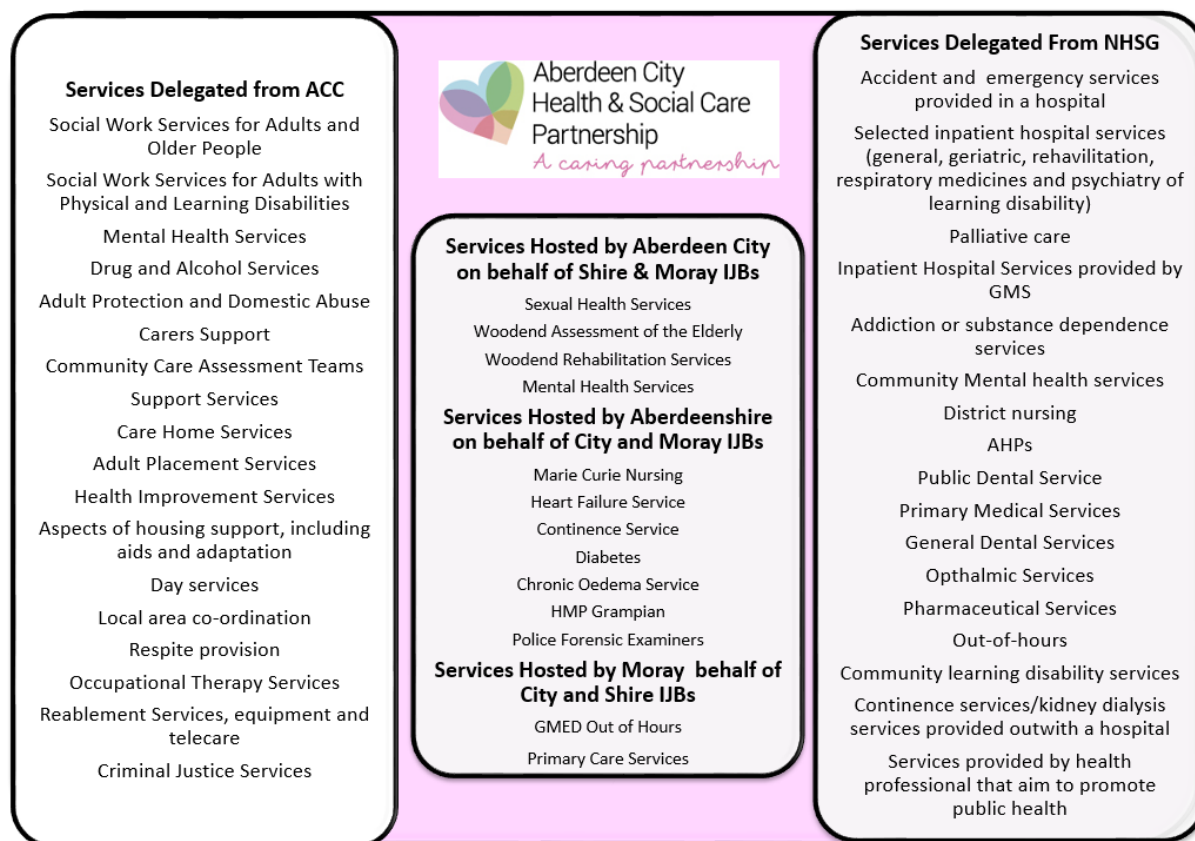 Services Delegated from ACC
Social Work Services for Adults and
Older People
Social Work Services for Adults with
Physical and Learning Disabilities
Mental Health Services
Drug and Alcohol Services
Adult Protection and Domestic Abuse
Carers Support
Community Care Assessment Teams
Support Services
Care Home Services
Adult Placement Services
Health Improvement Services
Aspects of housing support, including
aids and adaptation
Day services
Local area co-ordination
Respite provision
Occupational Therapy Services
Reablement Services, equipment and
telecare
Criminal Justice Services
Aberdeen City
Health & Social Care
Partnership
A caring partnership
Services Hosted by Aberdeen City
on behalf of Shire & Moray IJBs
Sexual Health Services
Woodend Assessment of the Elderly
Woodend Rehabilitation Services
Mental Health Services
Services Hosted by Aberdeenshire
on behalf of City and Moray IJBs
Marie Curie Nursing
Heart Failure Service
Continence Service
Diabetes
Chronic Oedema Service
HMP Grampian
Police Forensic Examiners
Services Hosted by Moray behalf of
City and Shire IJBs
GMED Out of Hours
Primary Care Services
Services Delegated From NHSG
Accident and emergency services
provided in a hospital
Selected inpatient hospital services
(general, geriatric, rehavilitation,
respiratory medicines and psychiatry of
learning disability)
Palliative care
Inpatient Hospital Services provided by
GMS
Addiction or substance dependence
services
Community Mental health services
District nursing
AHPs
Public Dental Service
Primary Medical Services
General Dental Services
Opthalmic Services
Pharmaceutical Services
Out-of-hours
Community learning disability services
Continence services/kidney dialysis
services provided outwith a hospital
Services provided by health
professional that aim to promote
public health